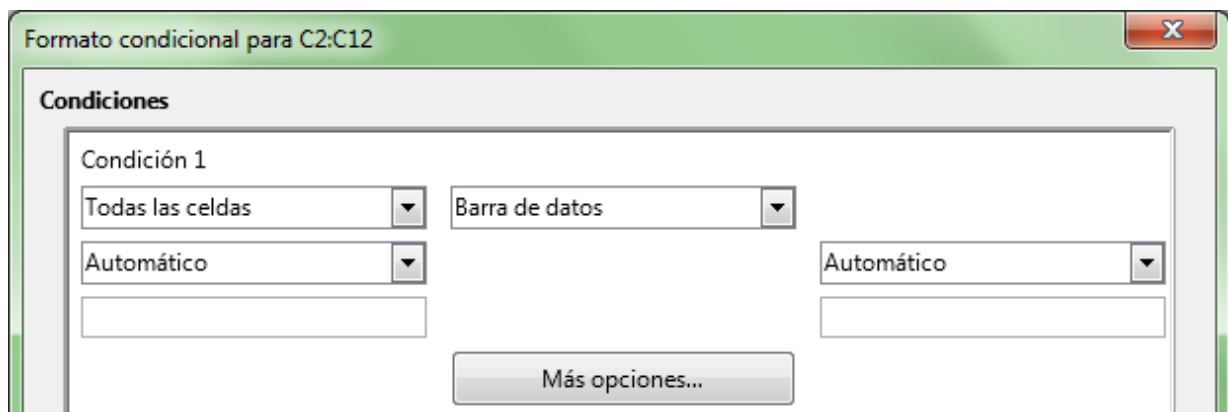 Formato condicional para C2:C12
Condiciones
Condición 1
Todas las celdas Barra de datos
Automático Automático
Más opciones...